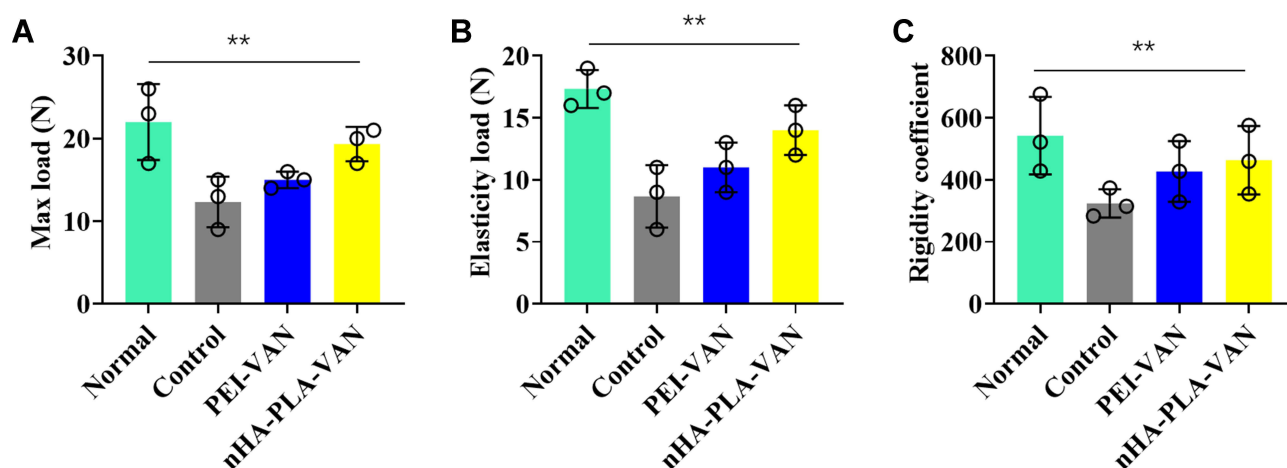 A
**
Max load (N)
30
20
10
0
Normal
Control
PEI-VAN
nHA-PLA-VAN
B
**
Elasticity load (N)
20
15
10
5
0
Normal
Control
PEI-VAN
nHA-PLA-VAN
C
**
Rigidity coefficient
800
600
400
200
0
Normal
Control
PEI-VAN
nHA-PLA-VAN